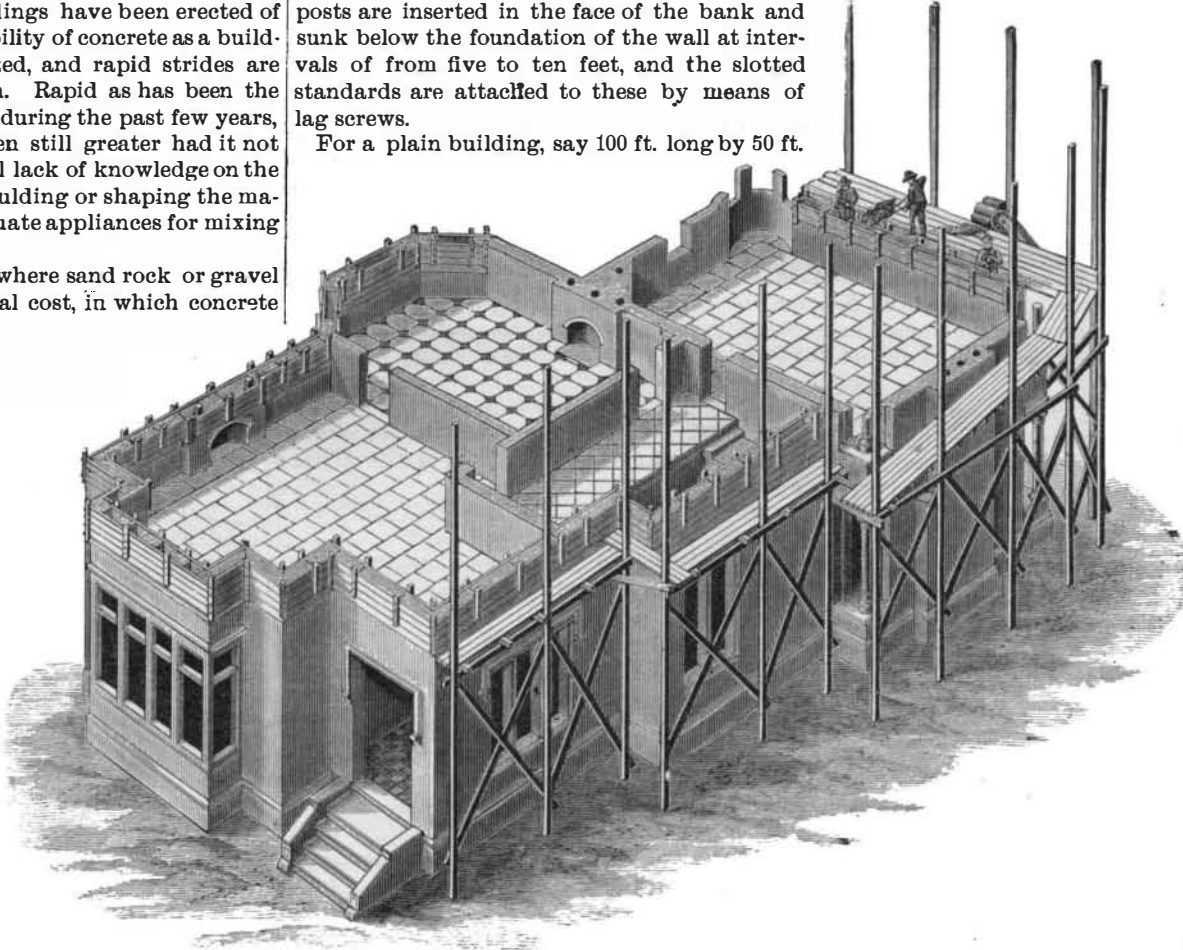 lings have been erected of
bility of concrete as a build-
ed, and rapid strides are
. Rapid as has been the
during the past few years,
en still greater had it not
l lack of knowledge on the
ulding or shaping the ma-
uate appliances for mixing
where sand rock or gravel
al cost, in which concrete
posts are inserted in the face of the bank and
sunk below the foundation of the wall at inter-
vals of from five to ten feet, and the slotted
standards are attached to these by means of
lag screws.
For a plain building, say 100 ft. long by 50 ft.